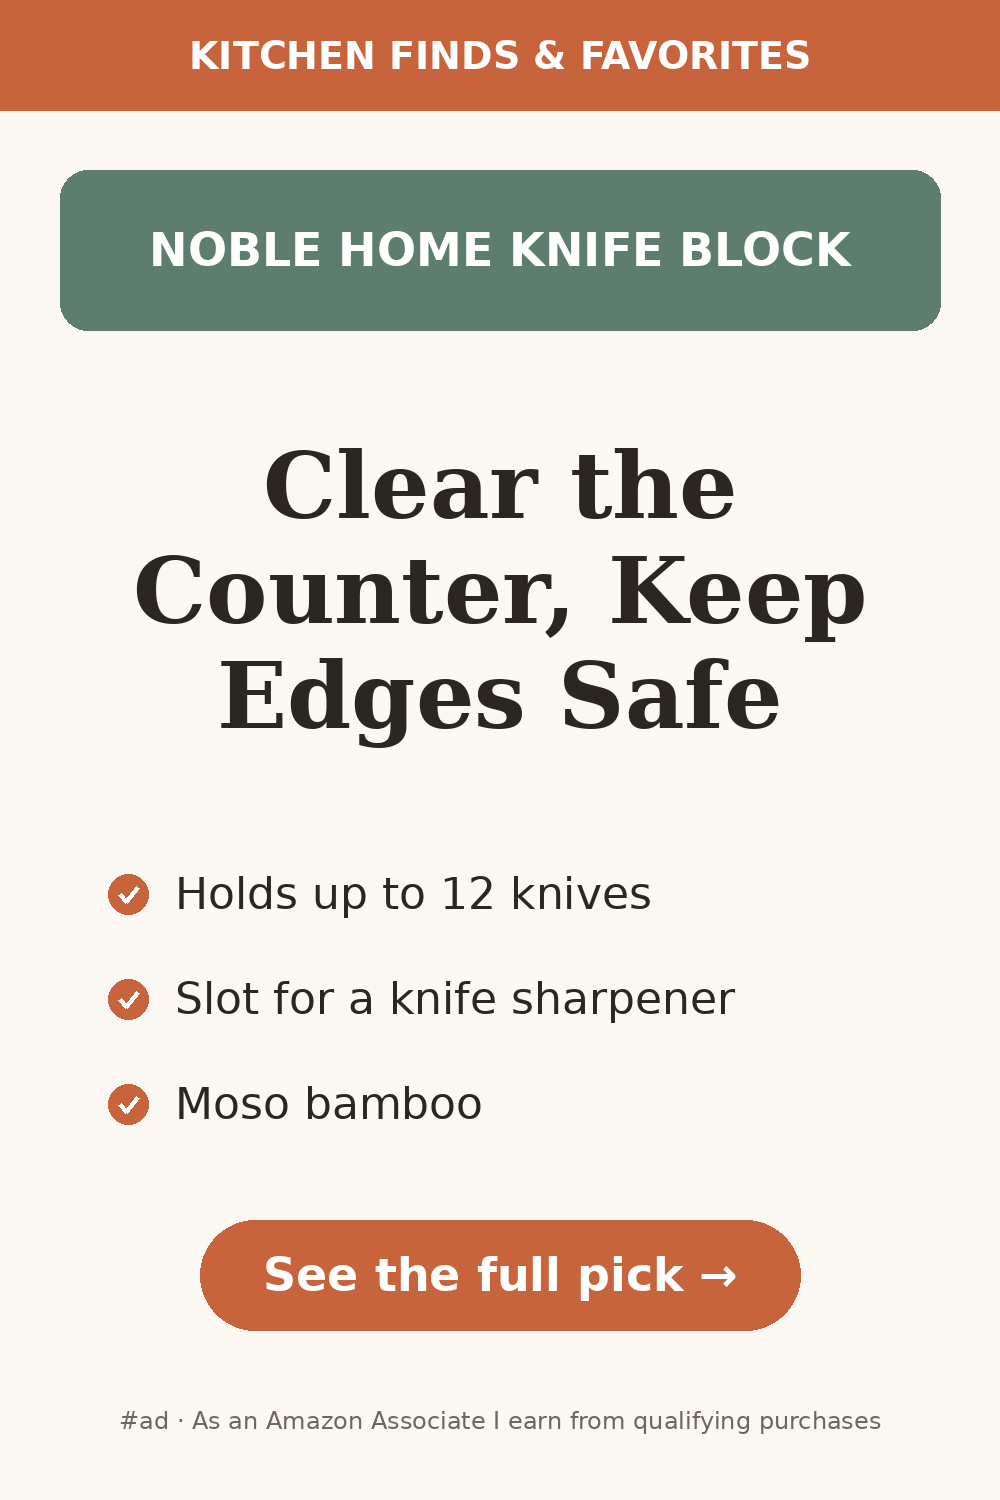 KITCHEN FINDS & FAVORITES
NOBLE HOME KNIFE BLOCK
Clear the
Counter, Keep
Edges Safe
Holds up to 12 knives
Slot for a knife sharpener
Moso bamboo
See the full pick →
#ad · As an Amazon Associate I earn from qualifying purchases